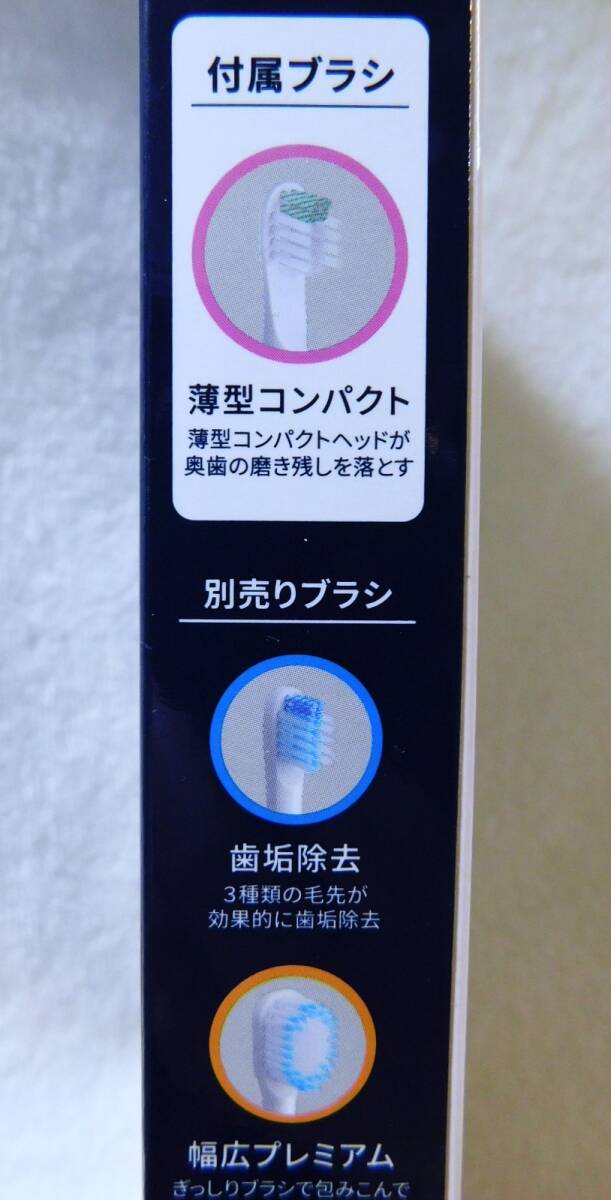 付属ブラシ
薄型コンパクト
薄型コンパクトヘッドが
奥歯の磨き残しを落とす
別売りブラシ
歯垢除去
3種類の毛先が
効果的に歯垢除去
幅広プレミアム
ぎっしりブラシで包みこんで